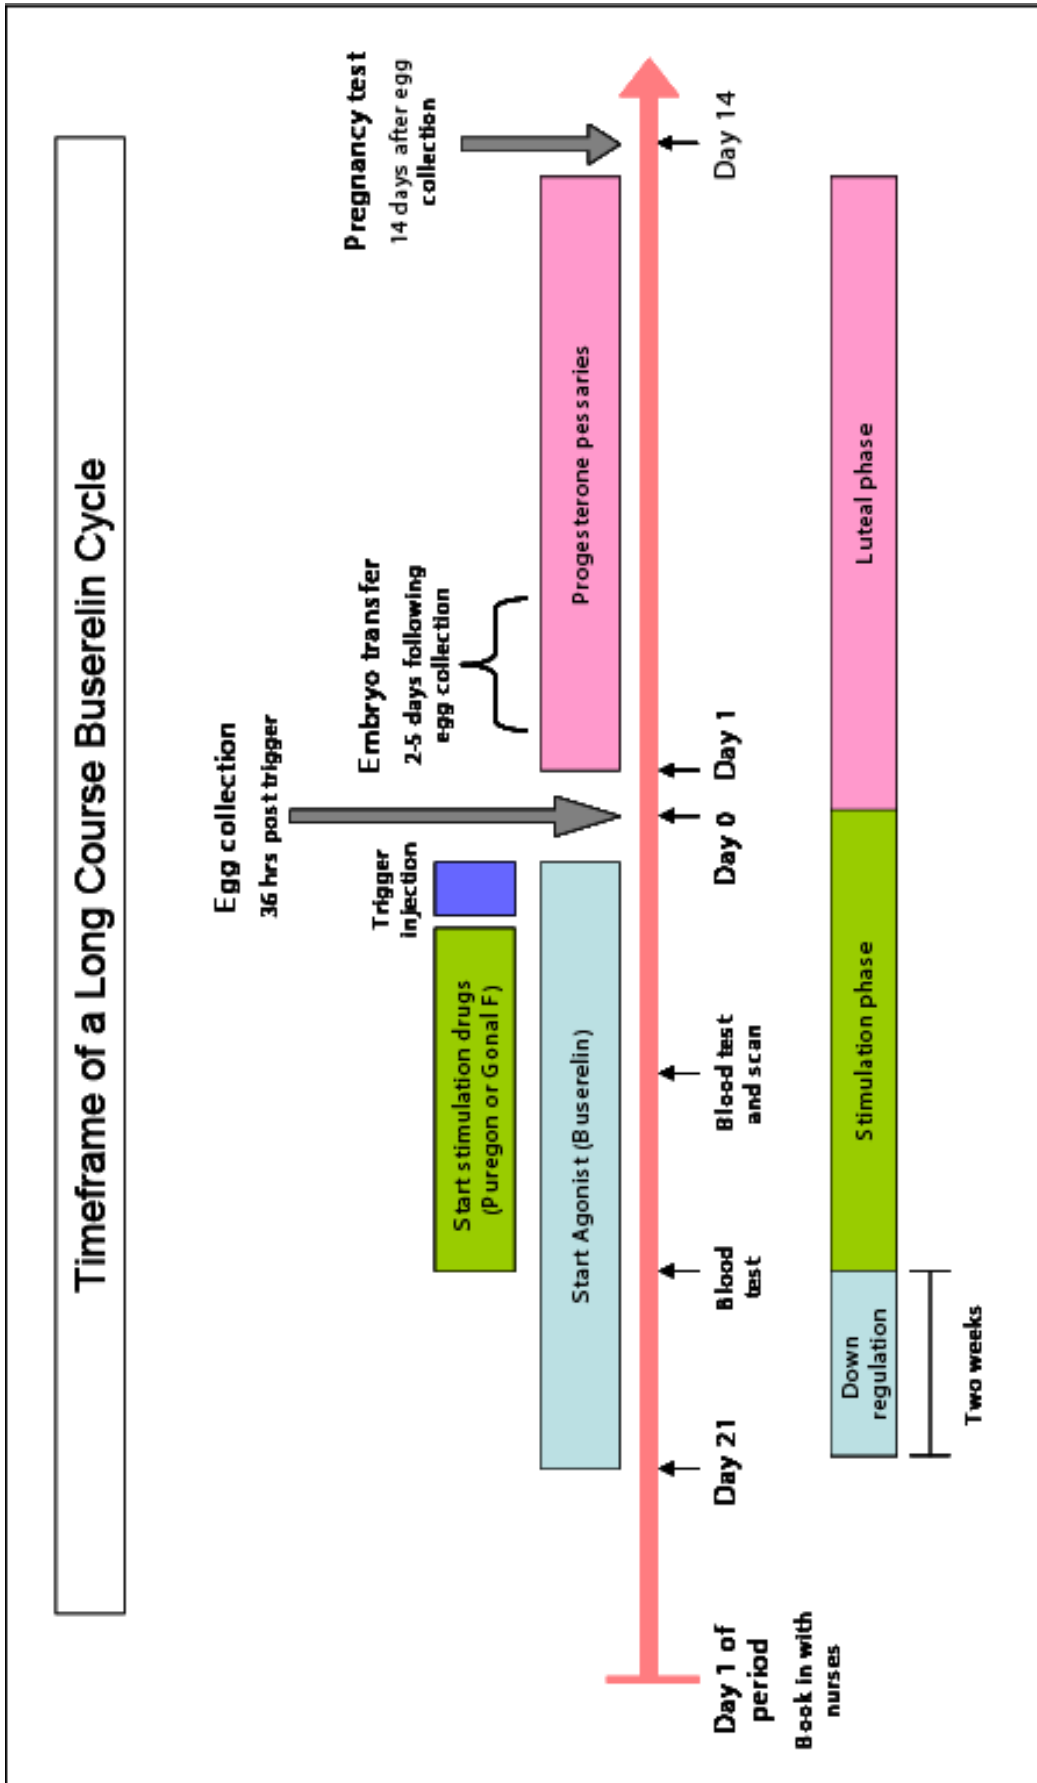 Timeframe of a Long Course Buserelin Cycle
Egg collection
36 hrs post trigger
Pregnancy test
14 days after egg
collection
Embryo transfer
2-5 days following
egg collection
Trigger
injection
Start stimulation drugs
(Puregon or Gonal F)
Start Agonist (Buserelin)
Progesterone pessaries
Day 1 of
period
Book in with
nurses
Day 21
Blood
test
Blood test
and scan
Day 0
Day 1
Day 14
Down
regulation
Stimulation phase
Luteal phase
Two weeks